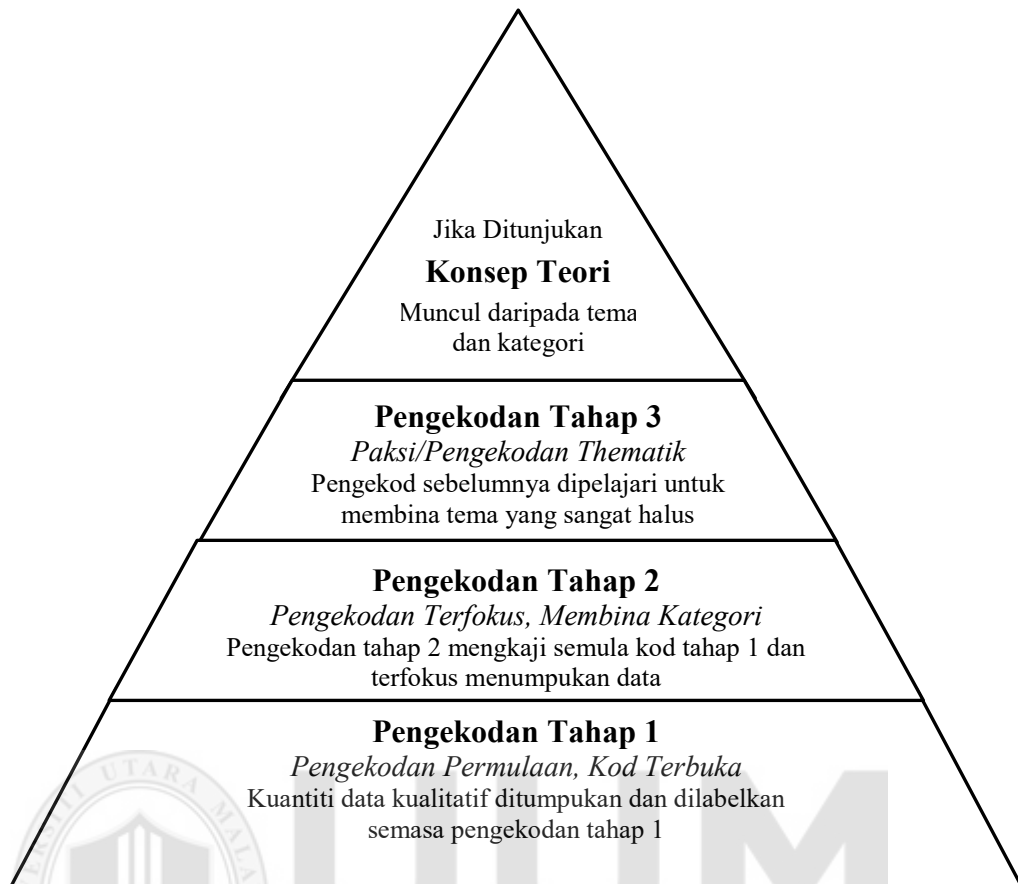 Jika Ditunjukan
Konsep Teori
Muncul daripada tema
dan kategori
Pengekodan Tahap 3
Paksi/Pengekodan Thematik
Pengekod sebelumnya dipelajari untuk
membina tema yang sangat halus
Pengekodan Tahap 2
Pengekodan Terfokus, Membina Kategori
Pengekodan tahap 2 mengkaji semula kod tahap 1 dan
terfokus menumpukan data
Pengekodan Tahap 1
Pengekodan Permulaan, Kod Terbuka
Kuantiti data kualitatif ditumpukan dan dilabelkan
semasa pengekodan tahap 1
UTARA
UUM